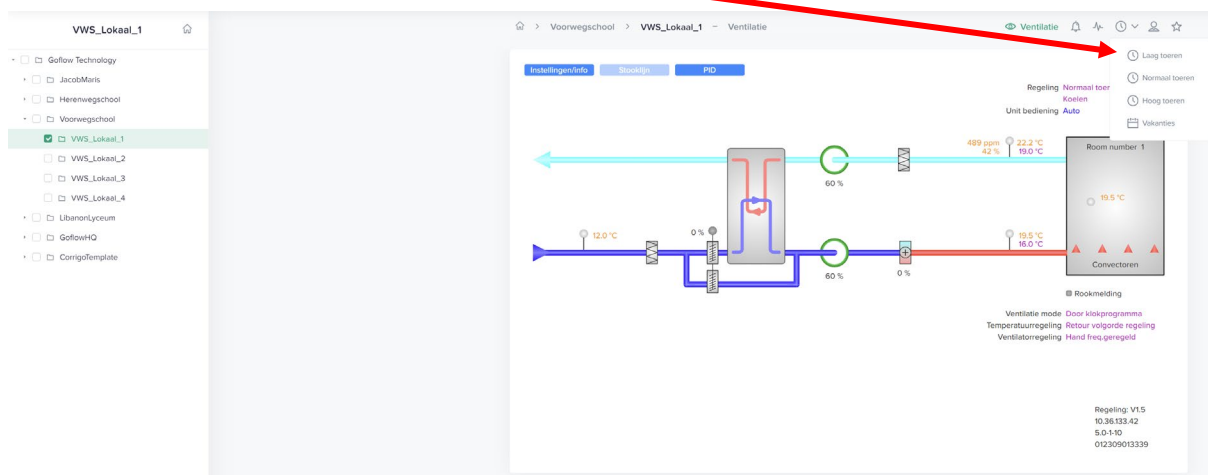 VWS_Lokaal_1
Goflow Technology
JacobMaris
Herenwegschool
Voorwegschool
VWS_Lokaal_1
VWS_Lokaal_2
VWS_Lokaal_3
VWS_Lokaal_4
LibanonLyceum
GoflowHQ
CorrigoTemplate
> Voorwegschool > VWS_Lokaal_1 – Ventilatie
Ventilatie
Laag toeren
Normaal toeren
Hoog toeren
Vakanties
Instellingen/info Stooklijn PID
Regeling Normaal toer
Koelen
Unit bediening Auto
489 ppm 22.2 °C
42 % 19.0 °C
Room number 1
60 %
19.5 °C
12.0 °C
0 %
19.5 °C
16.0 °C
60 %
0 %
Convectoren
Rookmelding
Ventilatie mode Door klokprogramma
Temperatuurregeling Retour volgorde regeling
Ventilatorregeling Hand freq.geregeld
Regeling: V1.5
10.36.133.42
5.0-1-10
012309013339